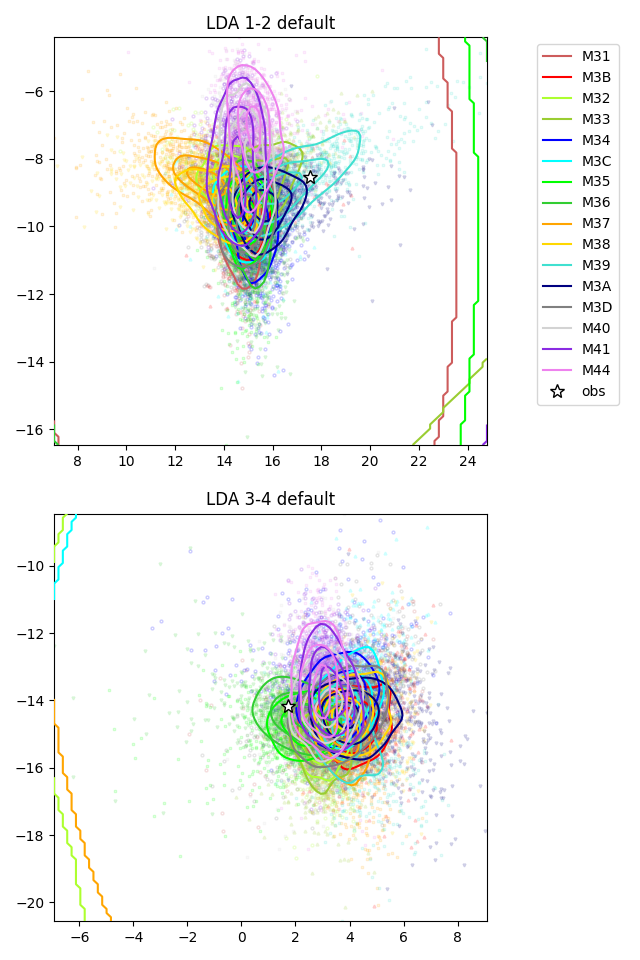 LDA 1-2 default
−6
−8
−10
−12
−14
−16
8 10 12 14 16 18 20 22 24
M31
M3B
M32
M33
M34
M3C
M35
M36
M37
M38
M39
M3A
M3D
M40
M41
M44
obs
LDA 3-4 default
−10
−12
−14
−16
−18
−20
−6 −4 −2 0 2 4 6 8